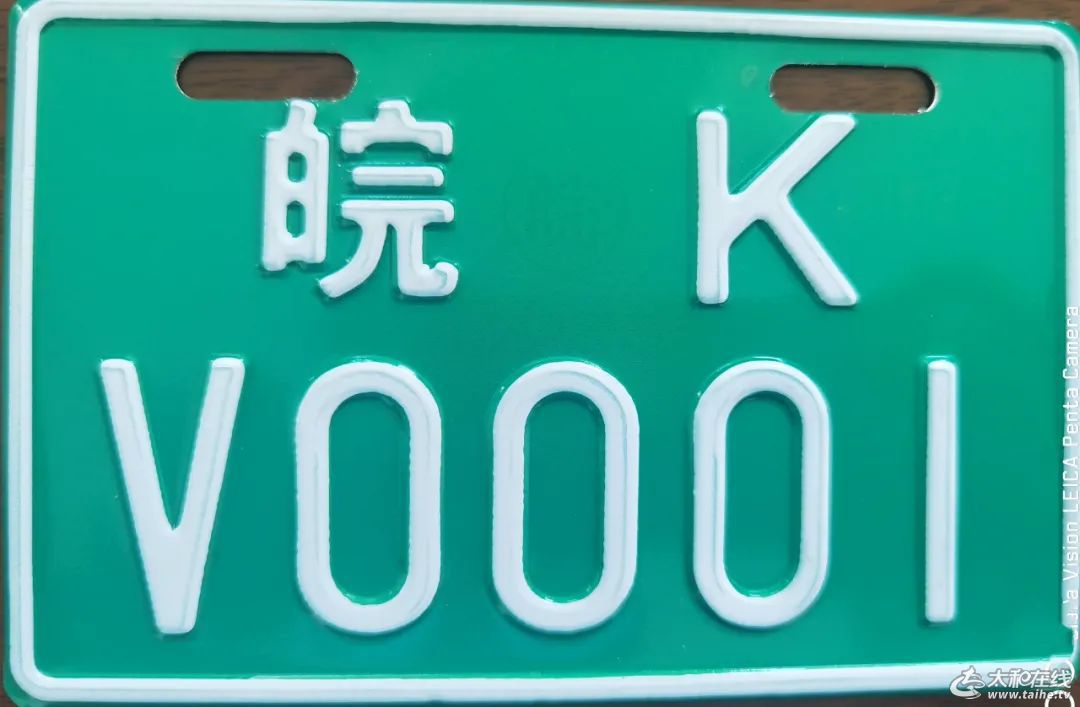 皖 K
V0001
Vision LEICA Penta Camera
太和在线
www.taihe.tv